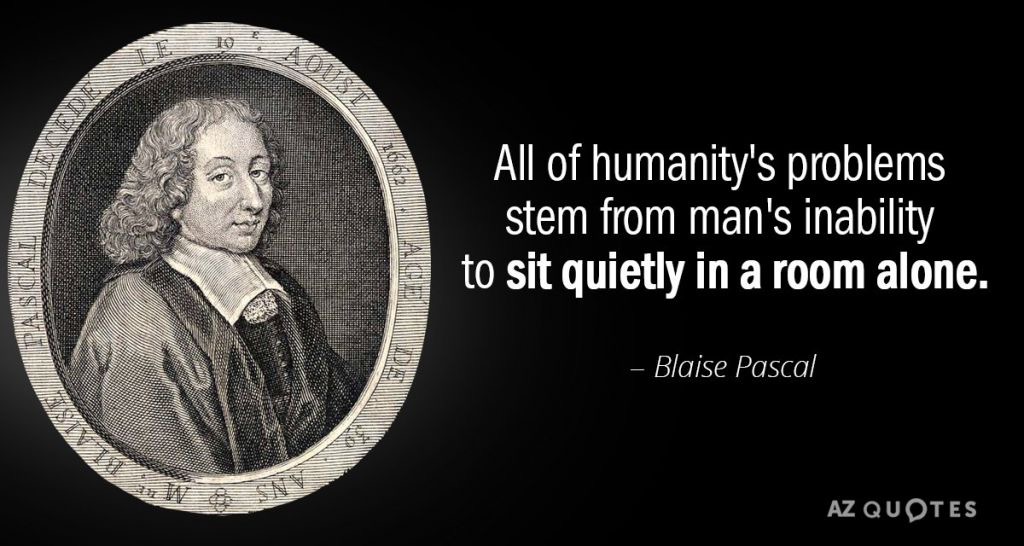 BLAISE PASCAL DECEDE LE AOUST 1662 . AGE DE 39 ANS
All of humanity's problems
stem from man's inability
to sit quietly in a room alone.
– Blaise Pascal
AZ QUOTES